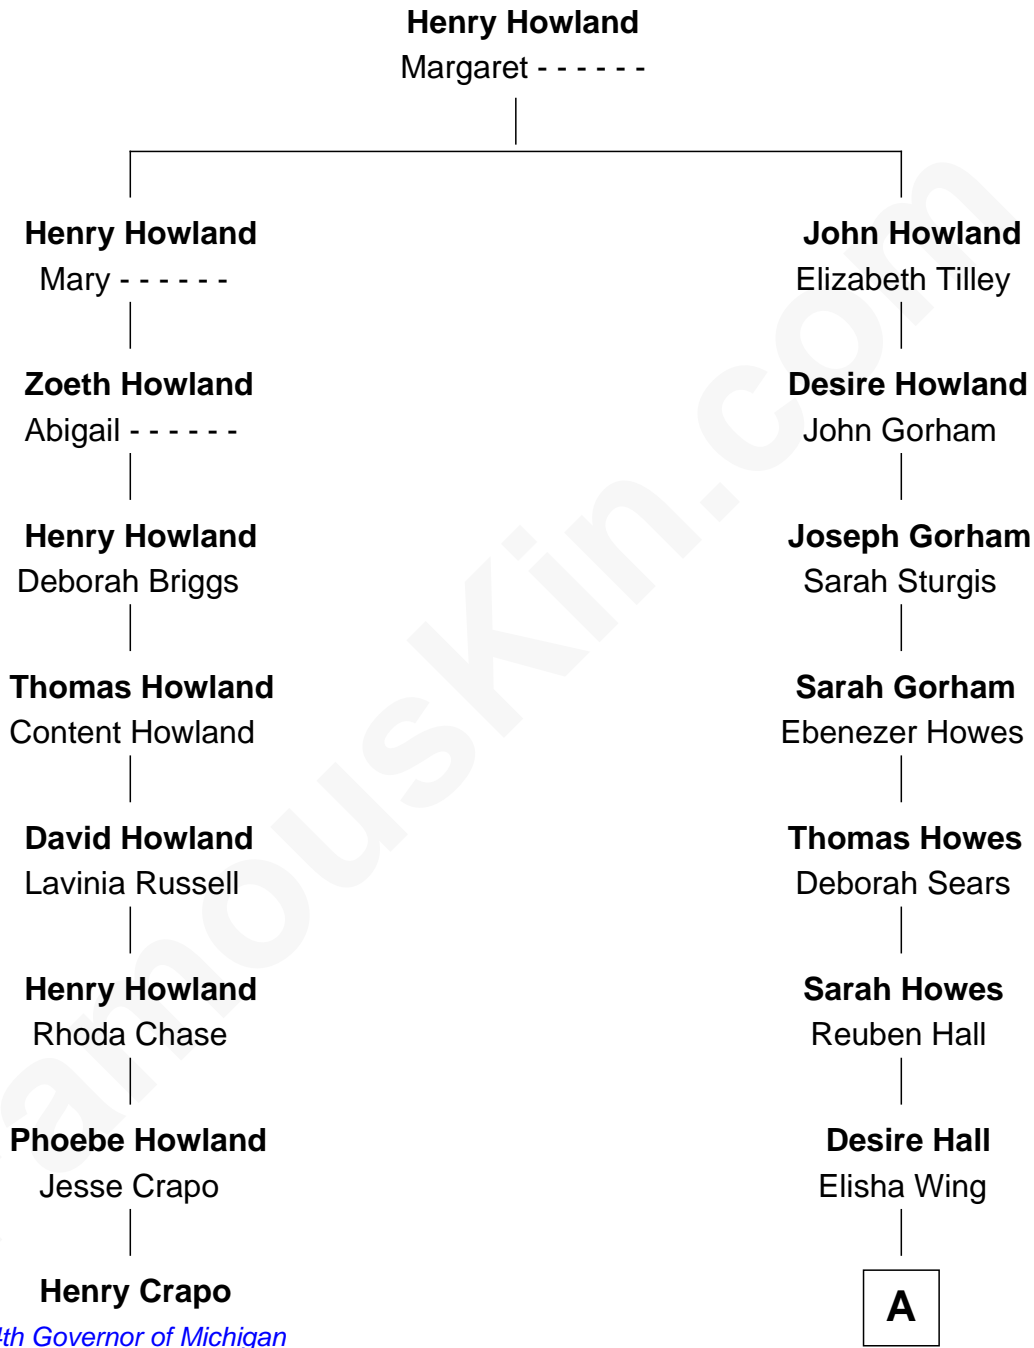 Henry Howland
Margaret - - - - - -
Henry Howland John Howland
Mary - - - - - - Elizabeth Tilley
Zoeth Howland Desire Howland
Abigail - - - - - - John Gorham
Henry Howland Joseph Gorham
Deborah Briggs Sarah Sturgis
Thomas Howland Sarah Gorham
Content Howland Ebenezer Howes
David Howland Thomas Howes
Lavinia Russell Deborah Sears
Henry Howland Sarah Howes
Rhoda Chase Reuben Hall
Phoebe Howland Desire Hall
Jesse Crapo Elisha Wing
Henry Crapo A
4th Governor of Michigan
amouskin.com